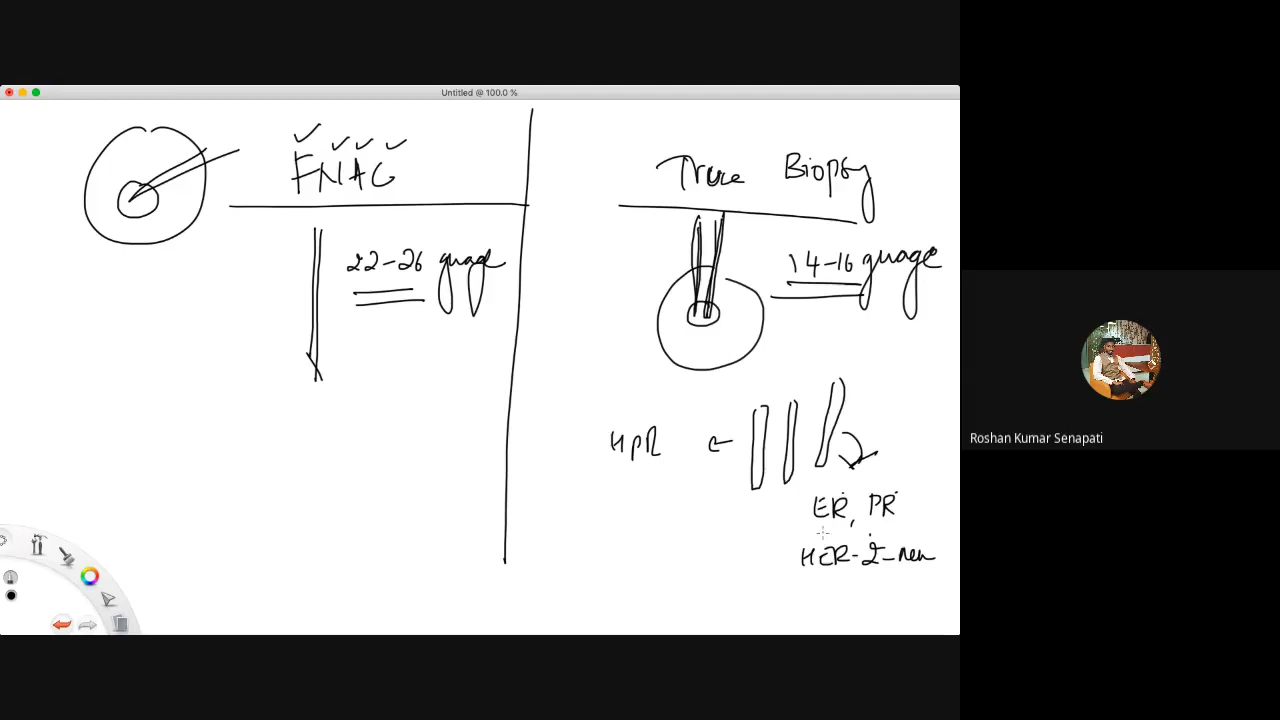 Untitled @ 100.0 %
FNAC
22-26 guage
True Biopsy
14-16 guage
HPR
ER, PR
HER-2-neu
Roshan Kumar Senapati